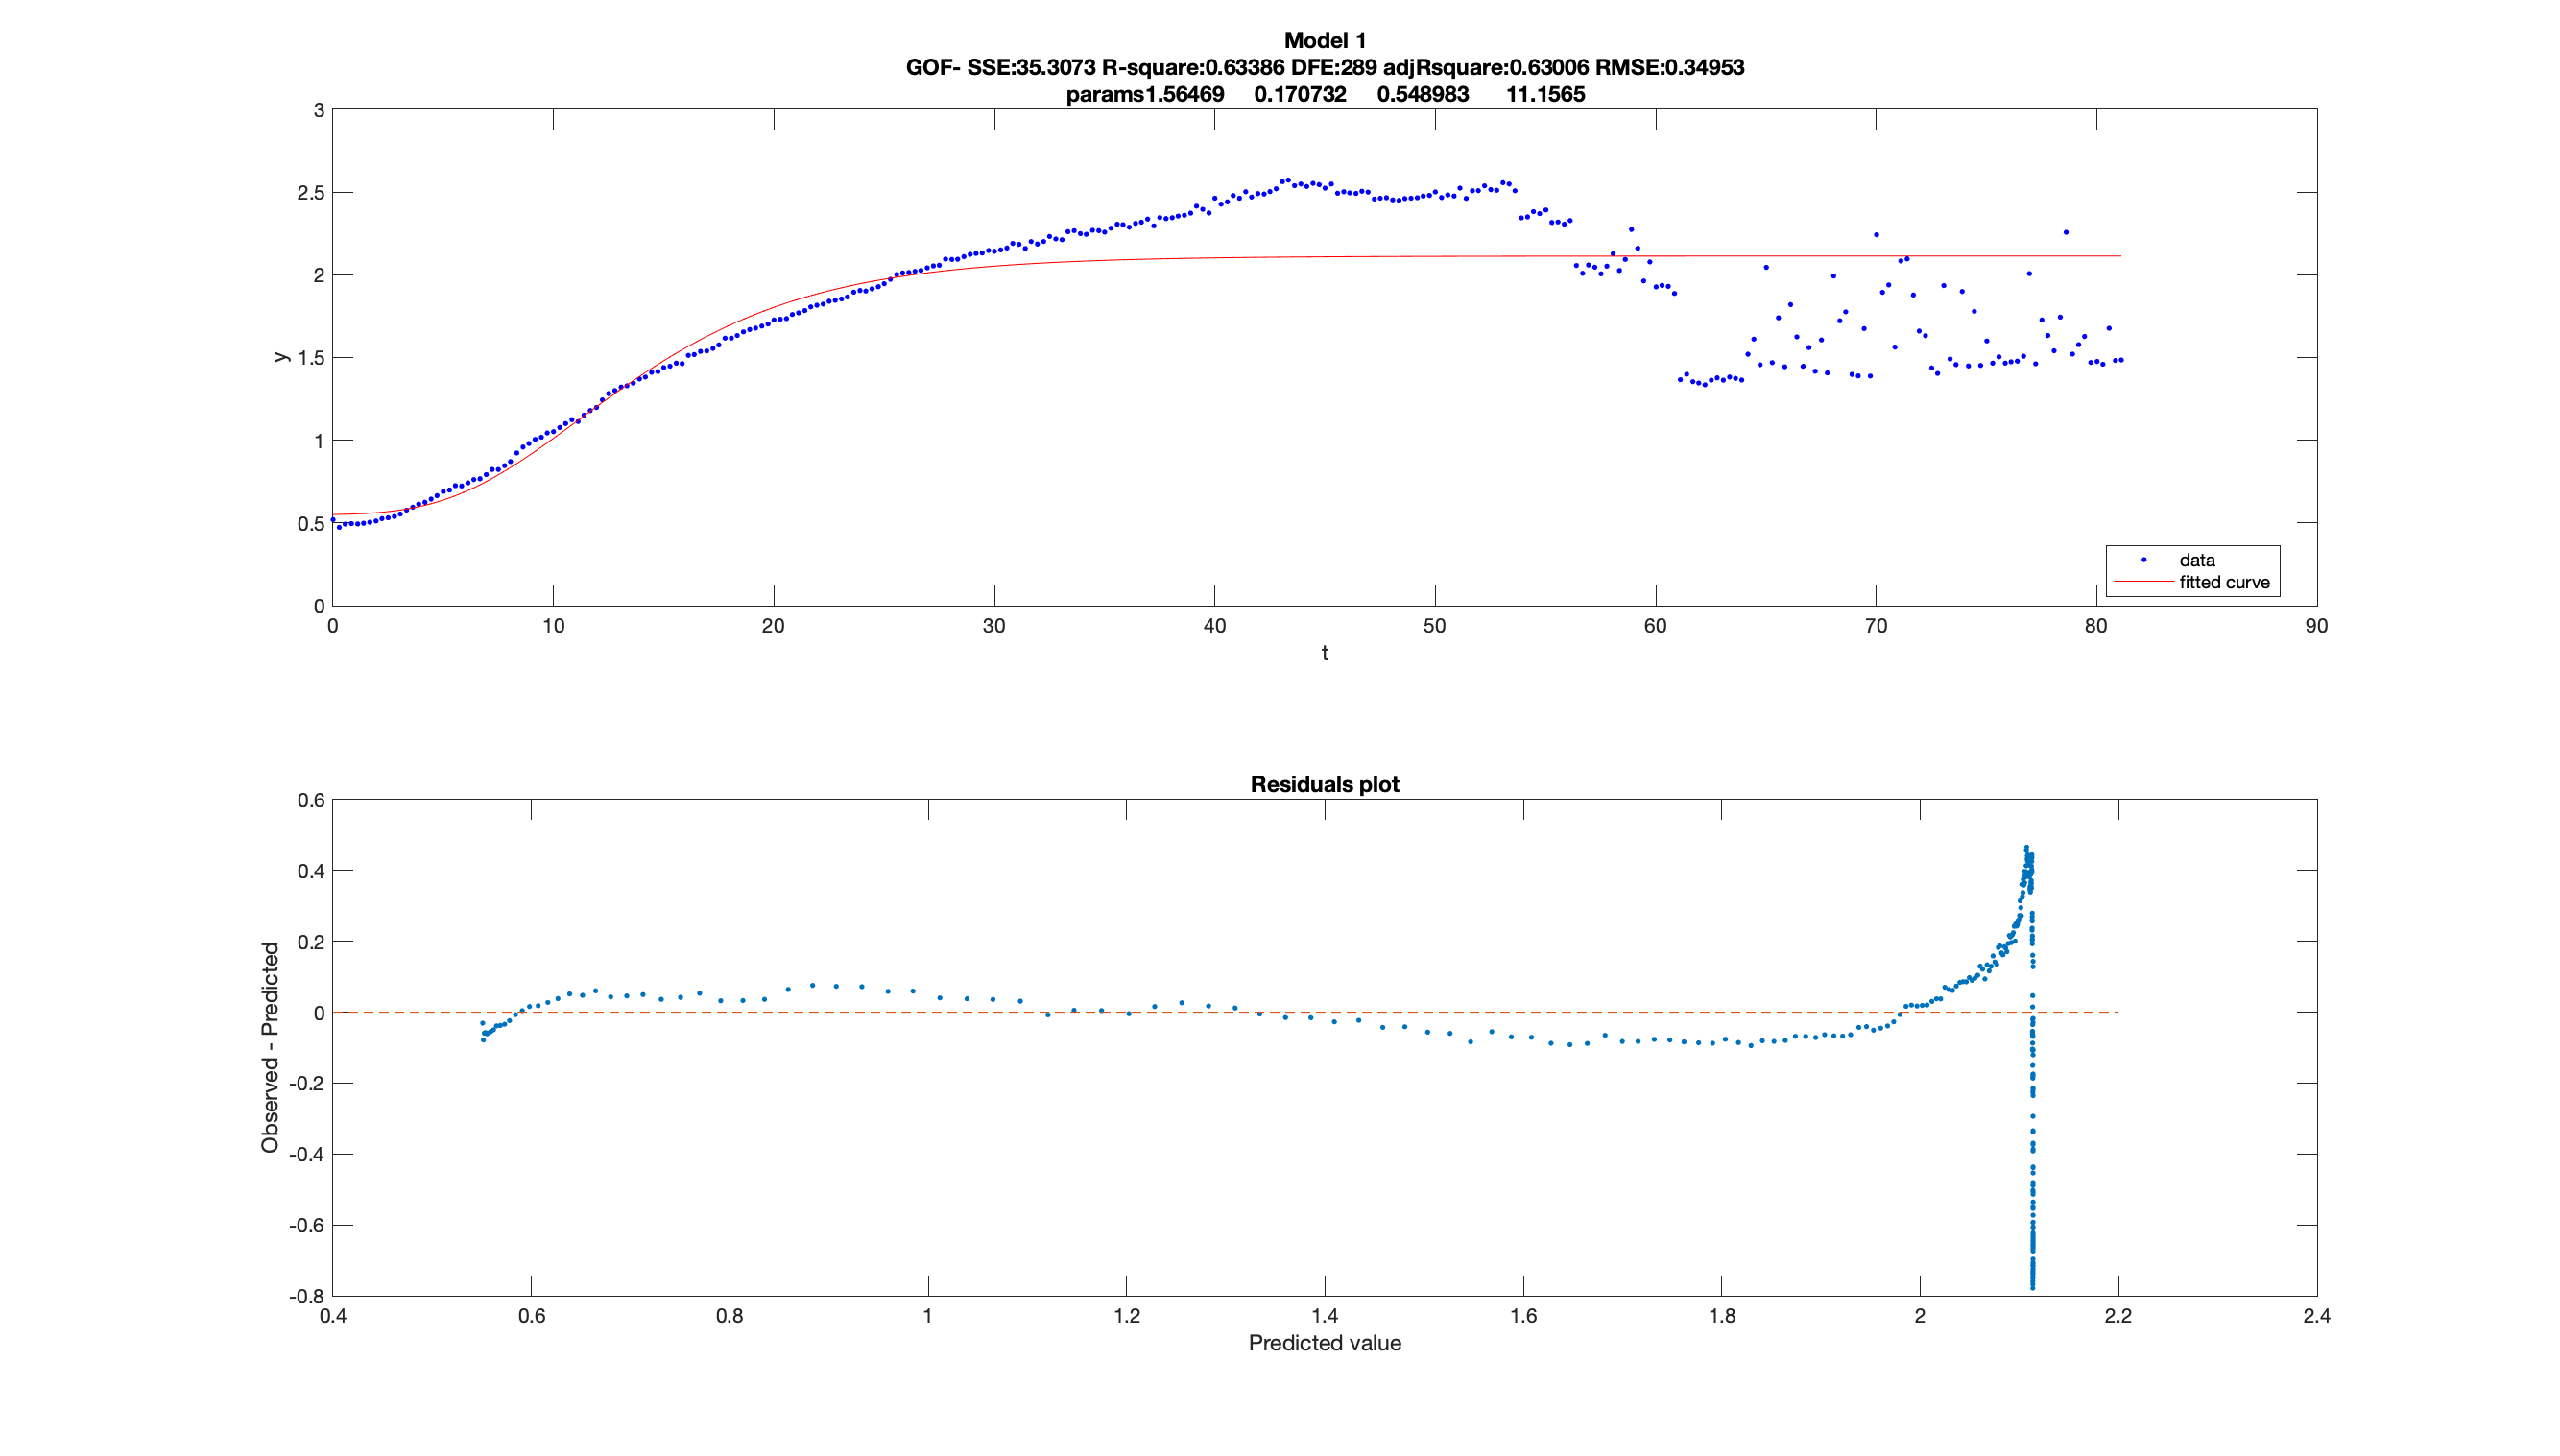 Model 1
GOF- SSE:35.3073 R-square:0.63386 DFE:289 adjRsquare:0.63006 RMSE:0.34953
params1.56469 0.170732 0.548983 11.1565
3
2.5
2
1.5
1
0.5
0
y
0 10 20 30 40 50 60 70 80 90
t
data
fitted curve
Residuals plot
0.6
0.4
0.2
0
-0.2
-0.4
-0.6
-0.8
Observed - Predicted
0.4 0.6 0.8 1 1.2 1.4 1.6 1.8 2 2.2 2.4
Predicted value